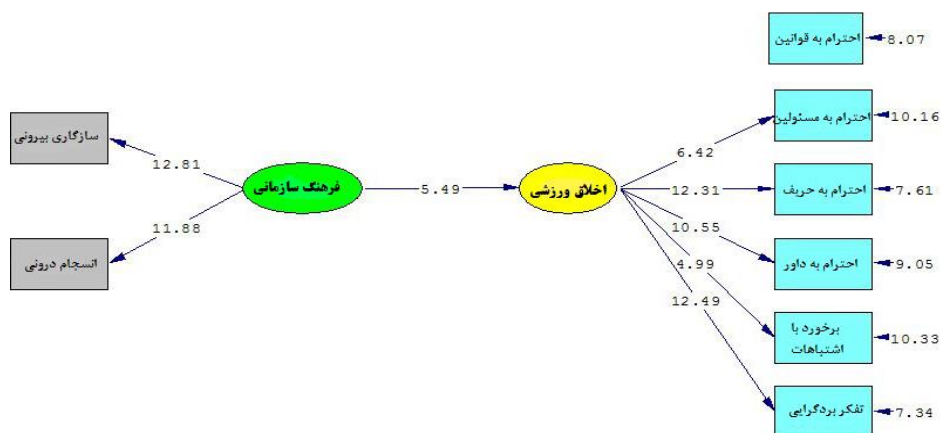 احترام به قوانین
8.07
سازگاری بیرونی
احترام به مسئولین
10.16
12.81
6.42
فرهنگ سازمانی
5.49
اخلاق ورزشی
12.31
احترام به حریف
7.61
11.88
10.55
انسجام درونی
احترام به داور
9.05
4.99
12.49
برخورد با
اشتباهات
10.33
تفکر بردگرایی
7.34